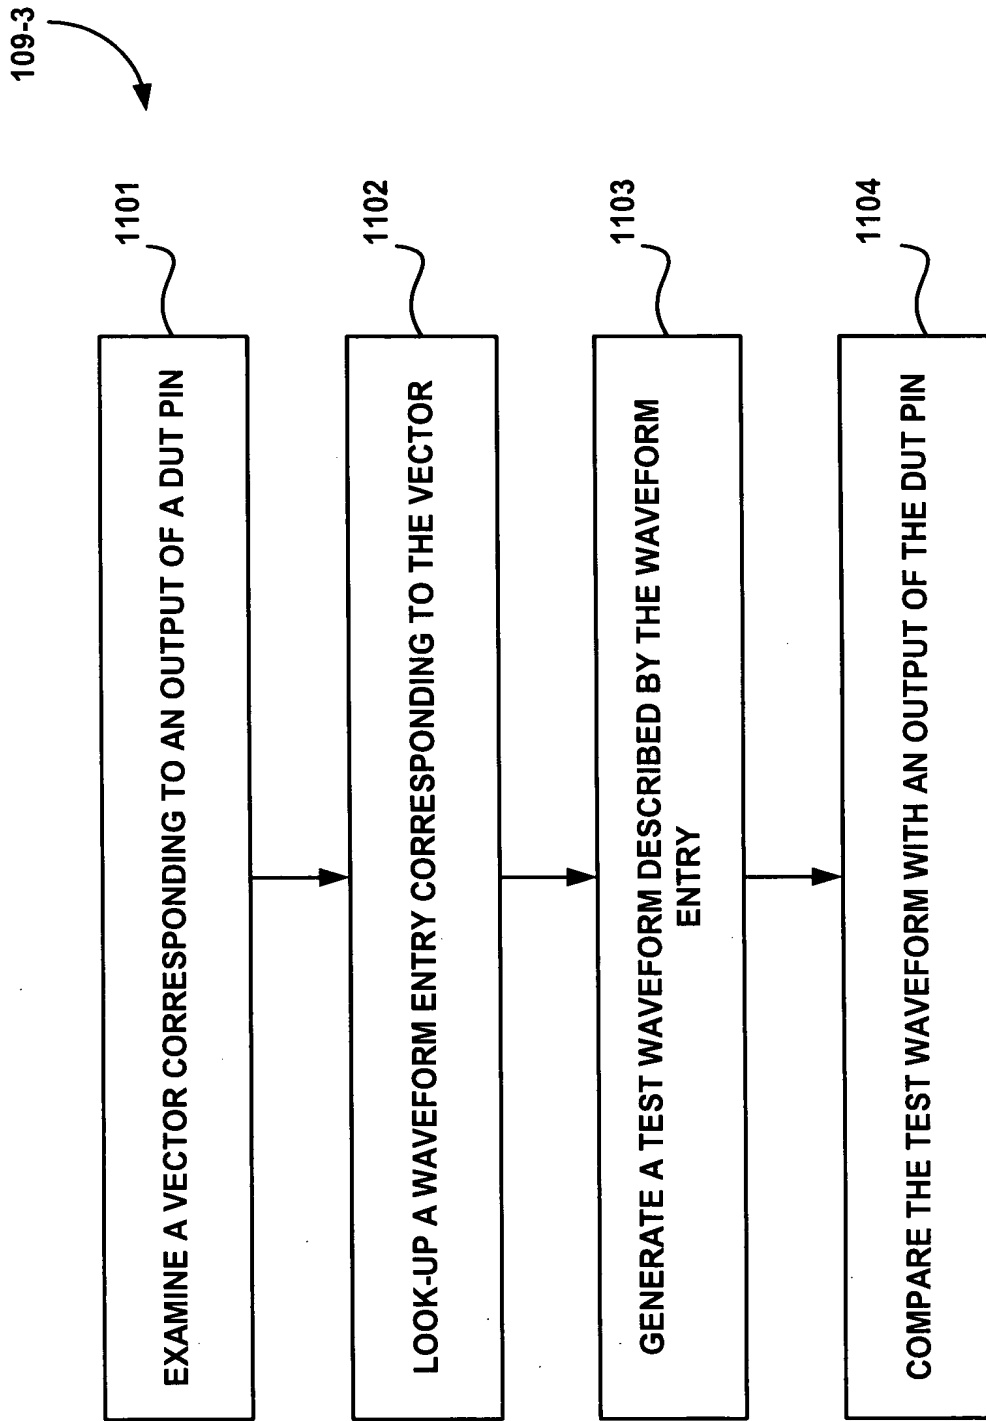 109-3
1101
EXAMINE A VECTOR CORRESPONDING TO AN OUTPUT OF A DUT PIN
1102
LOOK-UP A WAVEFORM ENTRY CORRESPONDING TO THE VECTOR
1103
GENERATE A TEST WAVEFORM DESCRIBED BY THE WAVEFORM
ENTRY
1104
COMPARE THE TEST WAVEFORM WITH AN OUTPUT OF THE DUT PIN